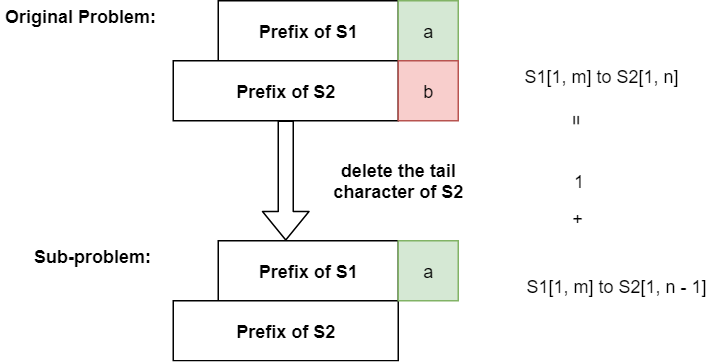 Original Problem:
Prefix of S1
a
Prefix of S2
b
S1[1, m] to S2[1, n]
=
delete the tail
character of S2
1
+
Sub-problem:
Prefix of S1
a
S1[1, m] to S2[1, n - 1]
Prefix of S2